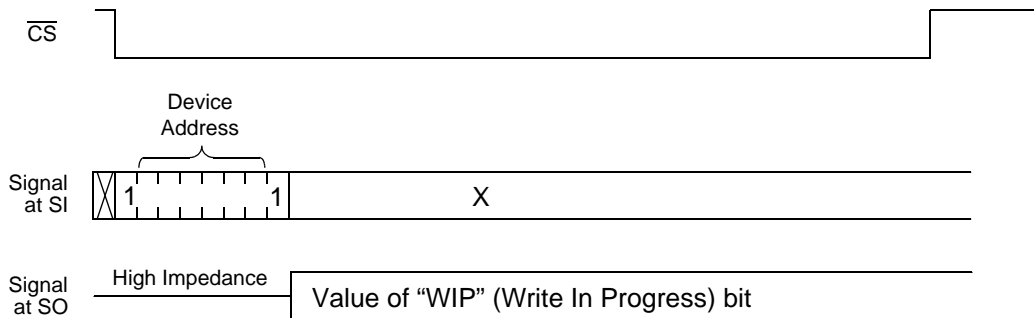 CS
Device
Address
Signal
at SI
1
1
X
Signal
at SO
High Impedance
Value of “WIP” (Write In Progress) bit